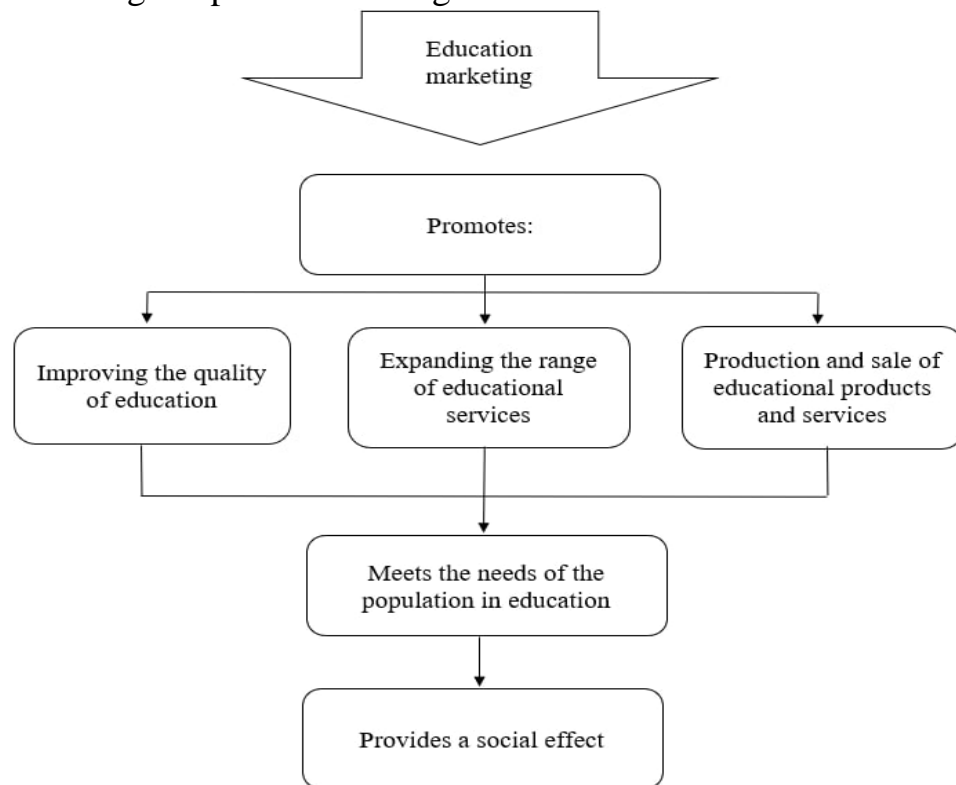 Education
marketing
Promotes:
Improving the quality
of education
Expanding the range
of educational
services
Production and sale of
educational products
and services
Meets the needs of the
population in education
Provides a social effect